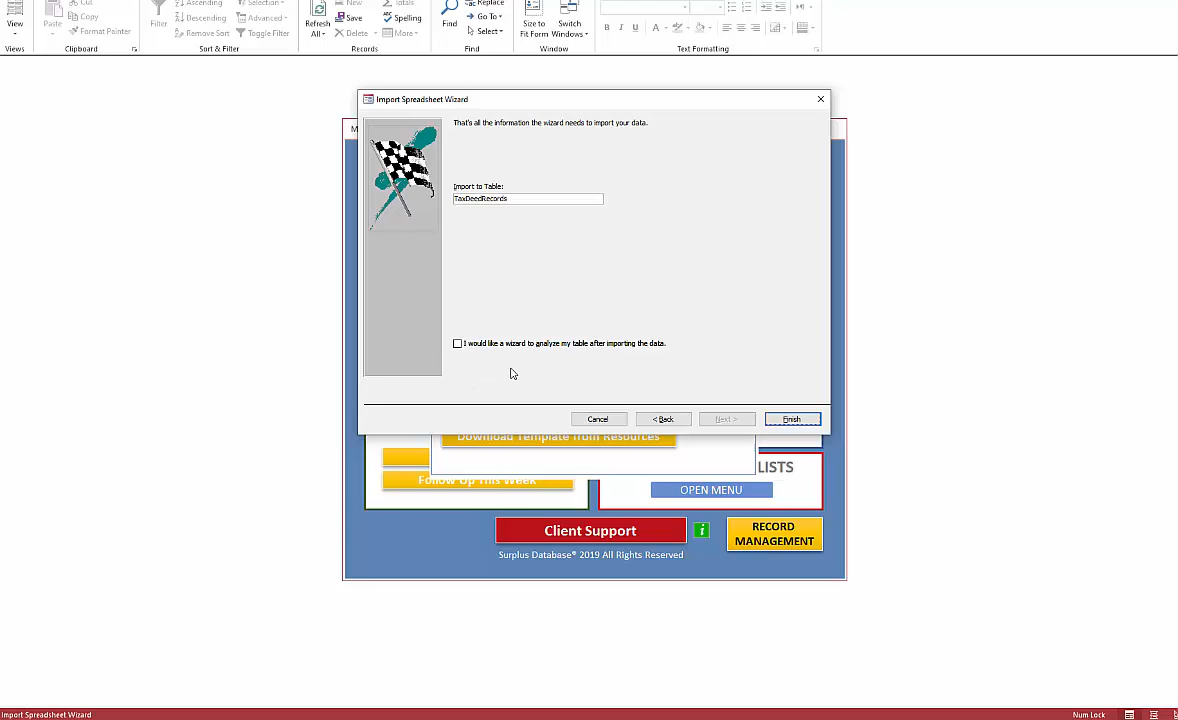 Cut
Copy
Format Painter
View
Paste
Views
Clipboard
Filter
Ascending
Descending
Remove Sort
Selection
Advanced
Toggle Filter
Sort & Filter
Refresh
All
New
Save
Delete
Totals
Spelling
More
Records
Find
Replace
Go To
Select
Find
Size to
Fit Form
Switch
Windows
Window
B I U
A
Text Formatting
Import Spreadsheet Wizard
M
That's all the information the wizard needs to import your data.
Import to Table:
TaxDeedRecords
I would like a wizard to analyze my table after importing the data.
Cancel
< Back
Next >
Finish
Download Template from Resources
Follow Up This Week
LISTS
OPEN MENU
Client Support
i
RECORD
MANAGEMENT
Surplus Database® 2019 All Rights Reserved
Import Spreadsheet Wizard
Num Lock